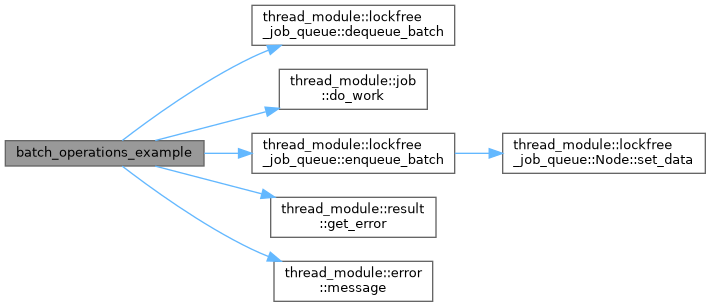 thread_module::lockfree
_job_queue::dequeue_batch
thread_module::job
::do_work
batch_operations_example
thread_module::lockfree
_job_queue::enqueue_batch
thread_module::lockfree
_job_queue::Node::set_data
thread_module::result
::get_error
thread_module::error
::message